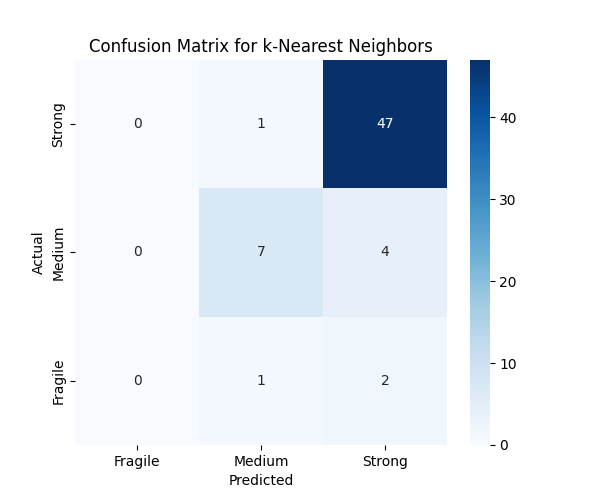 Confusion Matrix for k-Nearest Neighbors
Actual
Strong
0 1 47
Medium
0 7 4
Fragile
0 1 2
Fragile Medium Strong
Predicted
40
30
20
10
0